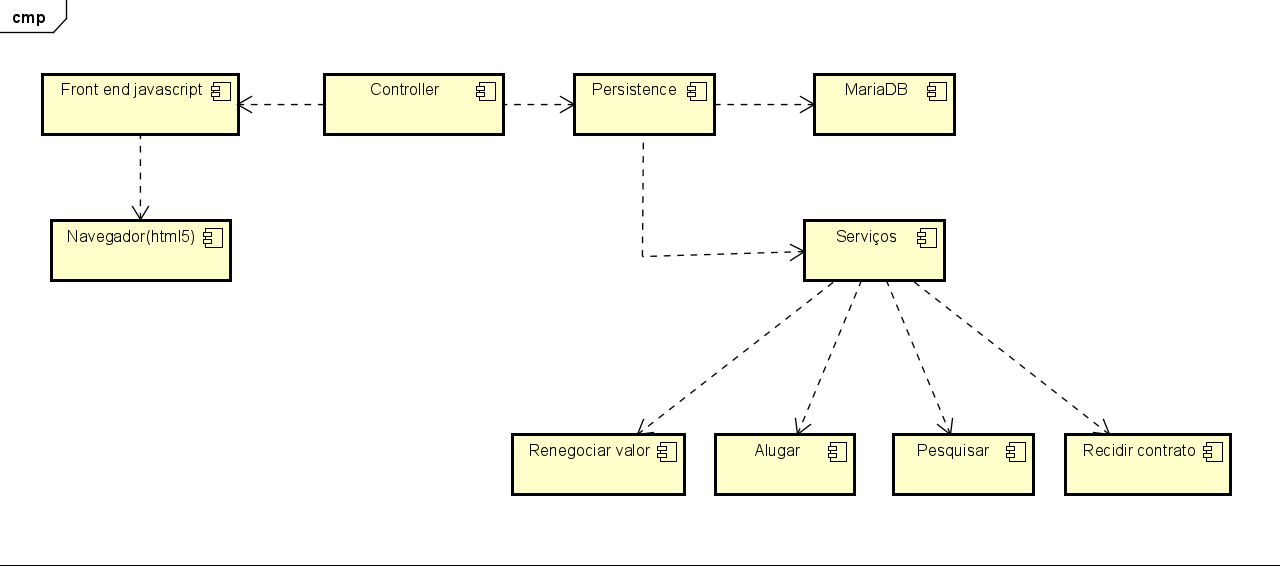 cmp
Front end javascript
Controller
Persistence
MariaDB
Navegador(html5)
Serviços
Renegociar valor
Alugar
Pesquisar
Recidir contrato